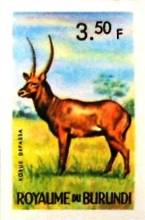 3.50 F
KOBUS DEFASSA
ROYAUME DU BURUNDI